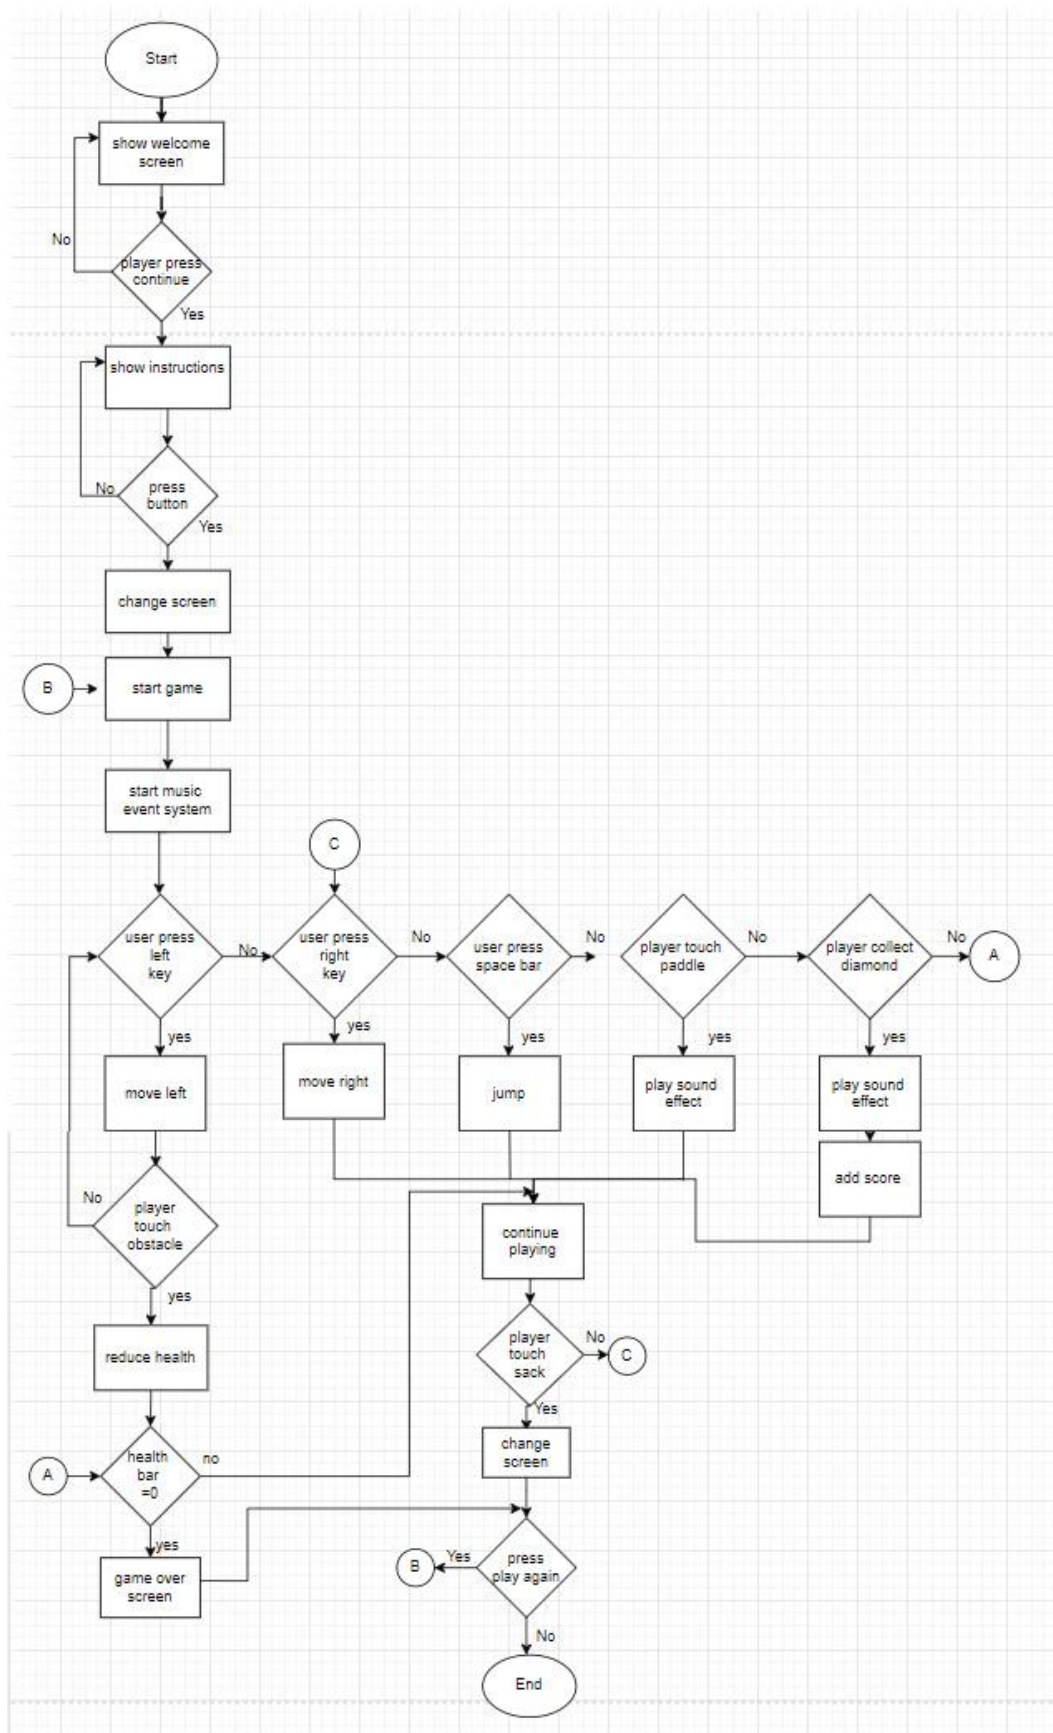 Start
show welcome
screen
No
player press
continue
Yes
show instructions
No
press
button
Yes
change screen
B
start game
start music
event system
C
user press
left
key
No
user press
right
key
No
user press
space bar
No
player touch
paddle
No
player collect
diamond
No
A
yes
yes
yes
yes
yes
move left
move right
jump
play sound
effect
play sound
effect
add score
No
player
touch
obstacle
continue
playing
yes
reduce health
player
touch
sack
No
C
Yes
A
health
bar
=0
no
change
screen
yes
game over
screen
B
Yes
press
play again
No
End